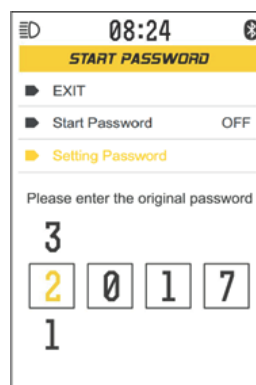 08:24
START PASSWORD
EXIT
Start Password OFF
Setting Password
Please enter the original password
3
2 0 1 7
1